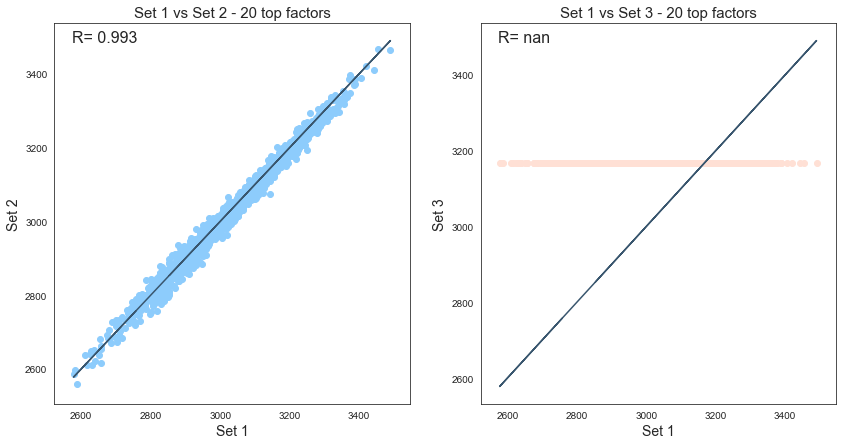 Set 1 vs Set 2 - 20 top factors
R= 0.993
3400
3200
3000
2800
2600
Set 2
2600 2800 3000 3200 3400
Set 1
Set 1 vs Set 3 - 20 top factors
R= nan
3400
3200
3000
2800
2600
Set 3
2600 2800 3000 3200 3400
Set 1